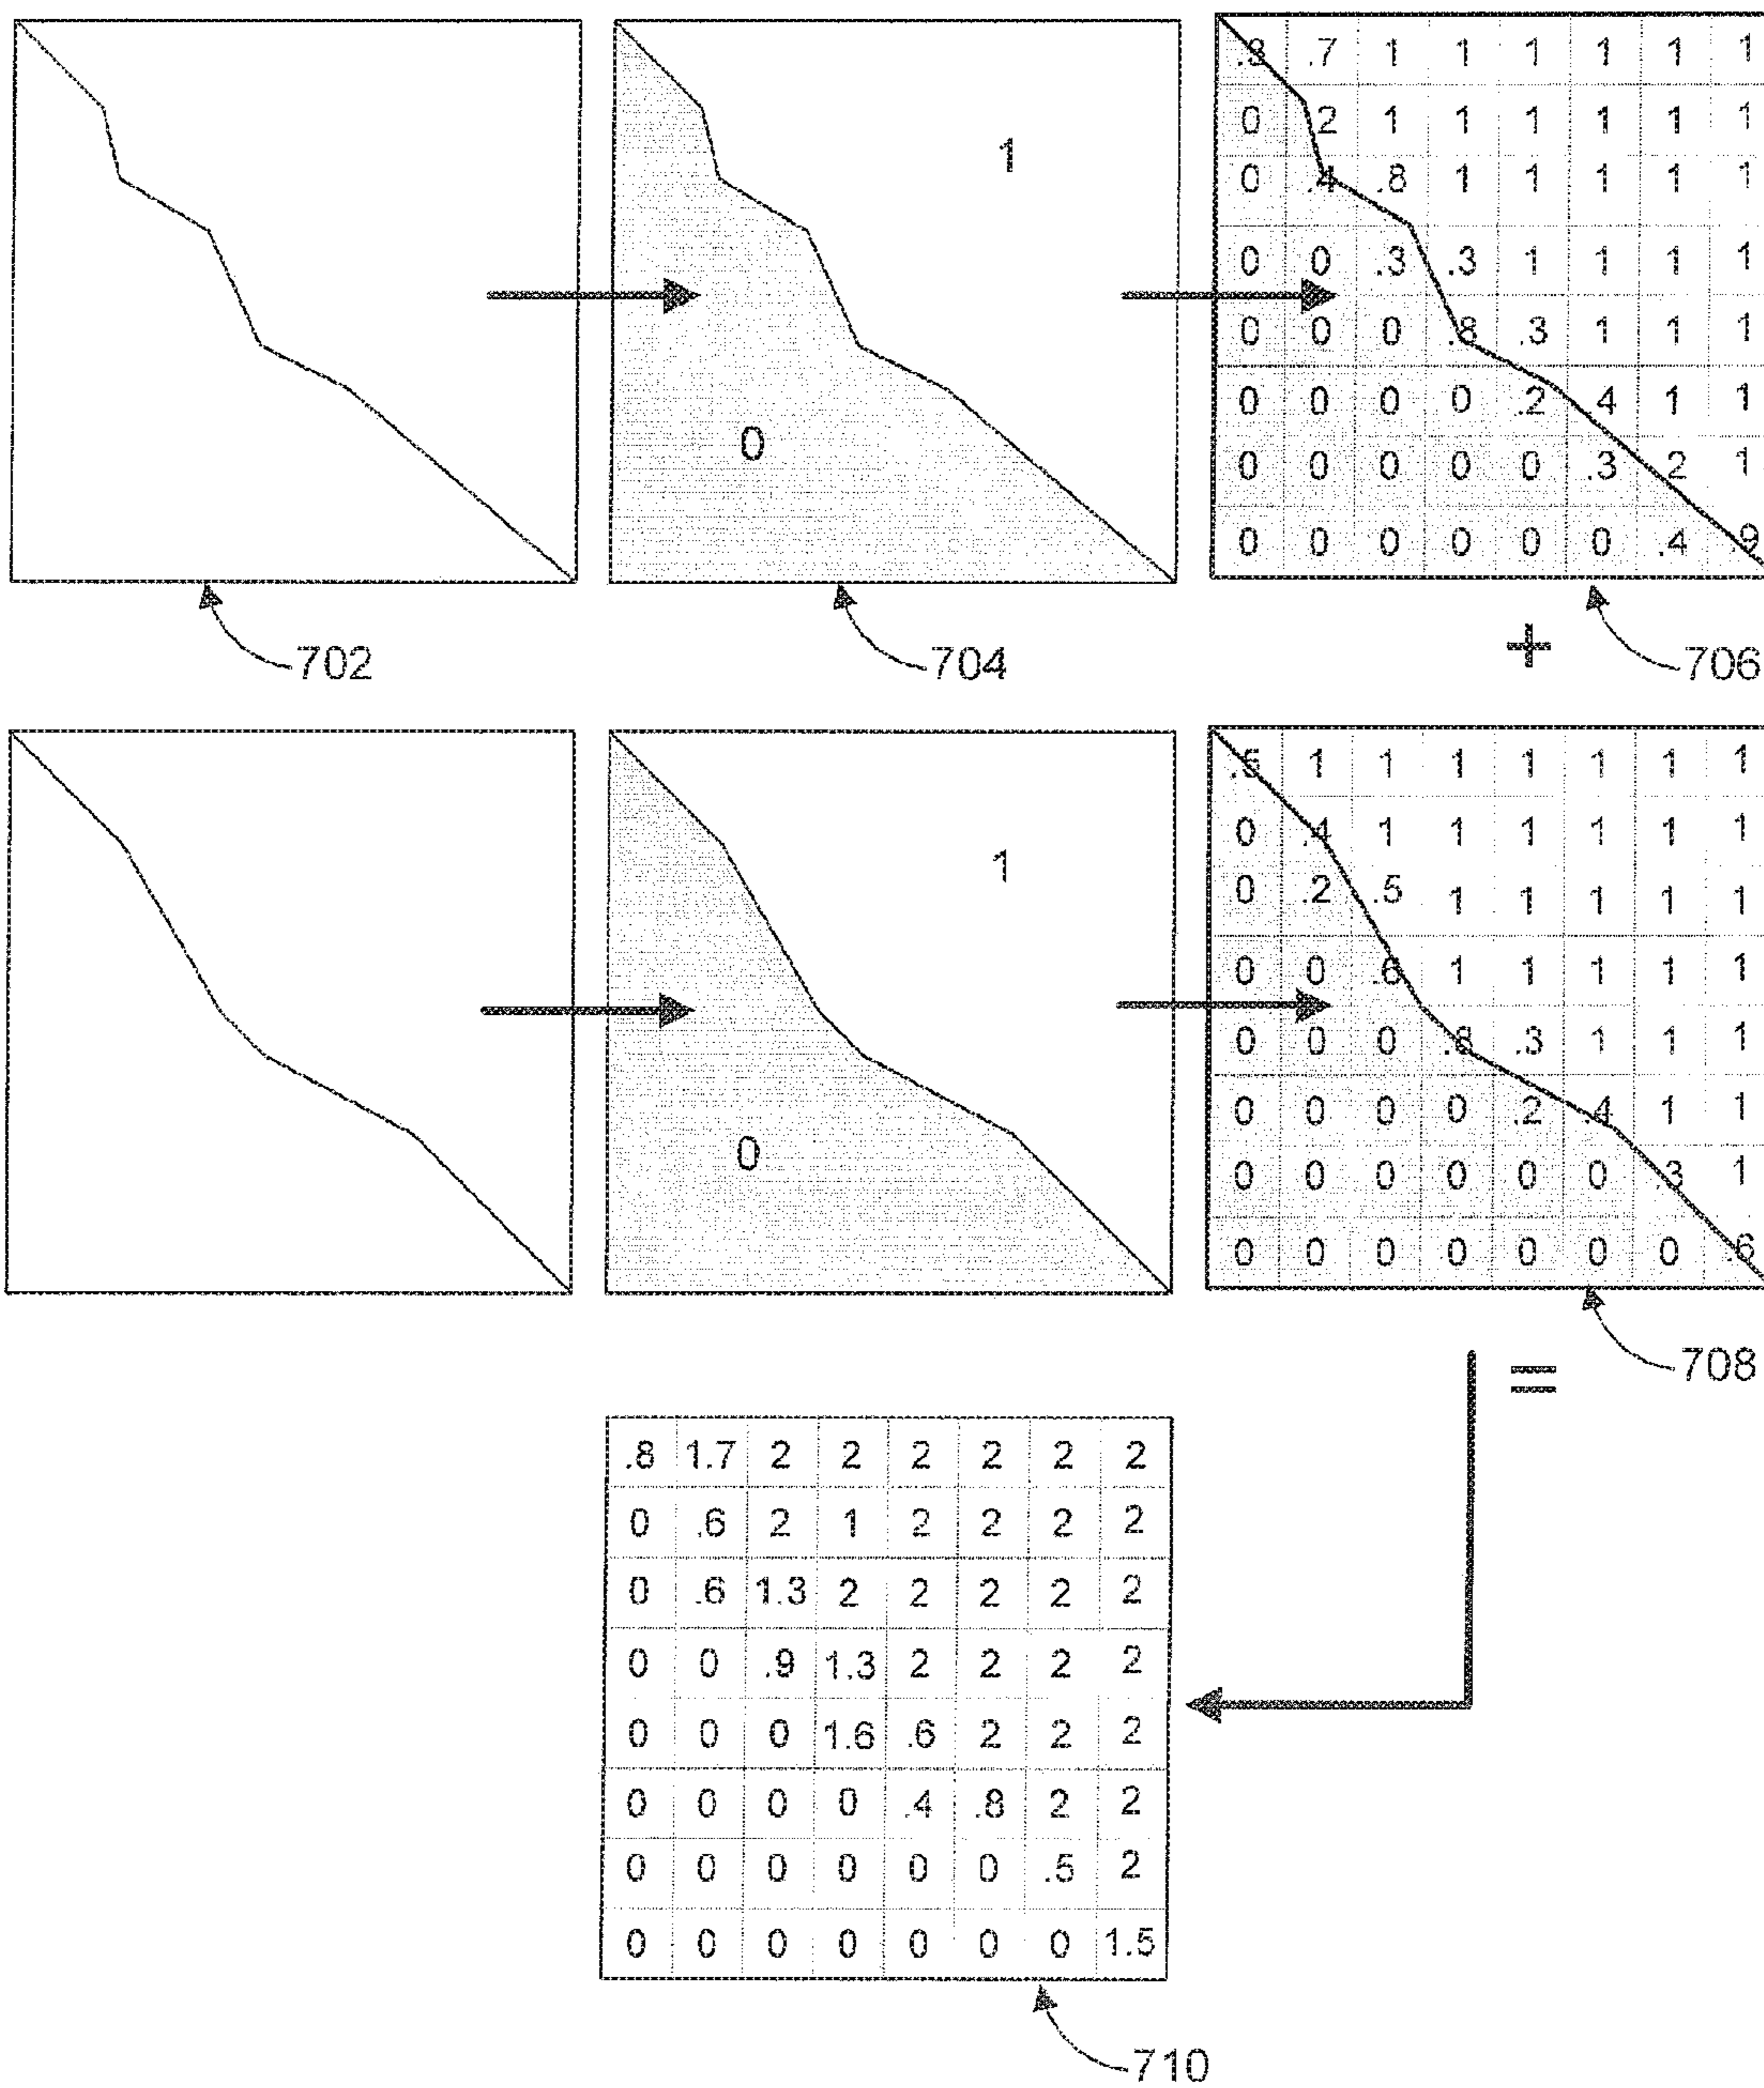 1
0
.3 .7 1 1 1 1 1 1
0 .2 1 1 1 1 1 1
0 .4 .8 1 1 1 1 1
0 0 .3 .3 1 1 1 1
0 0 0 .8 .3 1 1 1
0 0 0 0 .2 .4 1 1
0 0 0 0 0 .3 .2 1
0 0 0 0 0 0 .4 .9
702
704
+
706
1
0
.5 1 1 1 1 1 1 1
0 .4 1 1 1 1 1 1
0 .2 .5 1 1 1 1 1
0 0 .6 1 1 1 1 1
0 0 0 .8 .3 1 1 1
0 0 0 0 .2 .4 1 1
0 0 0 0 0 0 .3 1
0 0 0 0 0 0 0 .6
=
708
.8 1.7 2 2 2 2 2 2
0 .6 2 1 2 2 2 2
0 .6 1.3 2 2 2 2 2
0 0 .9 1.3 2 2 2 2
0 0 0 1.6 .6 2 2 2
0 0 0 0 .4 .8 2 2
0 0 0 0 0 0 .5 2
0 0 0 0 0 0 0 1.5
710